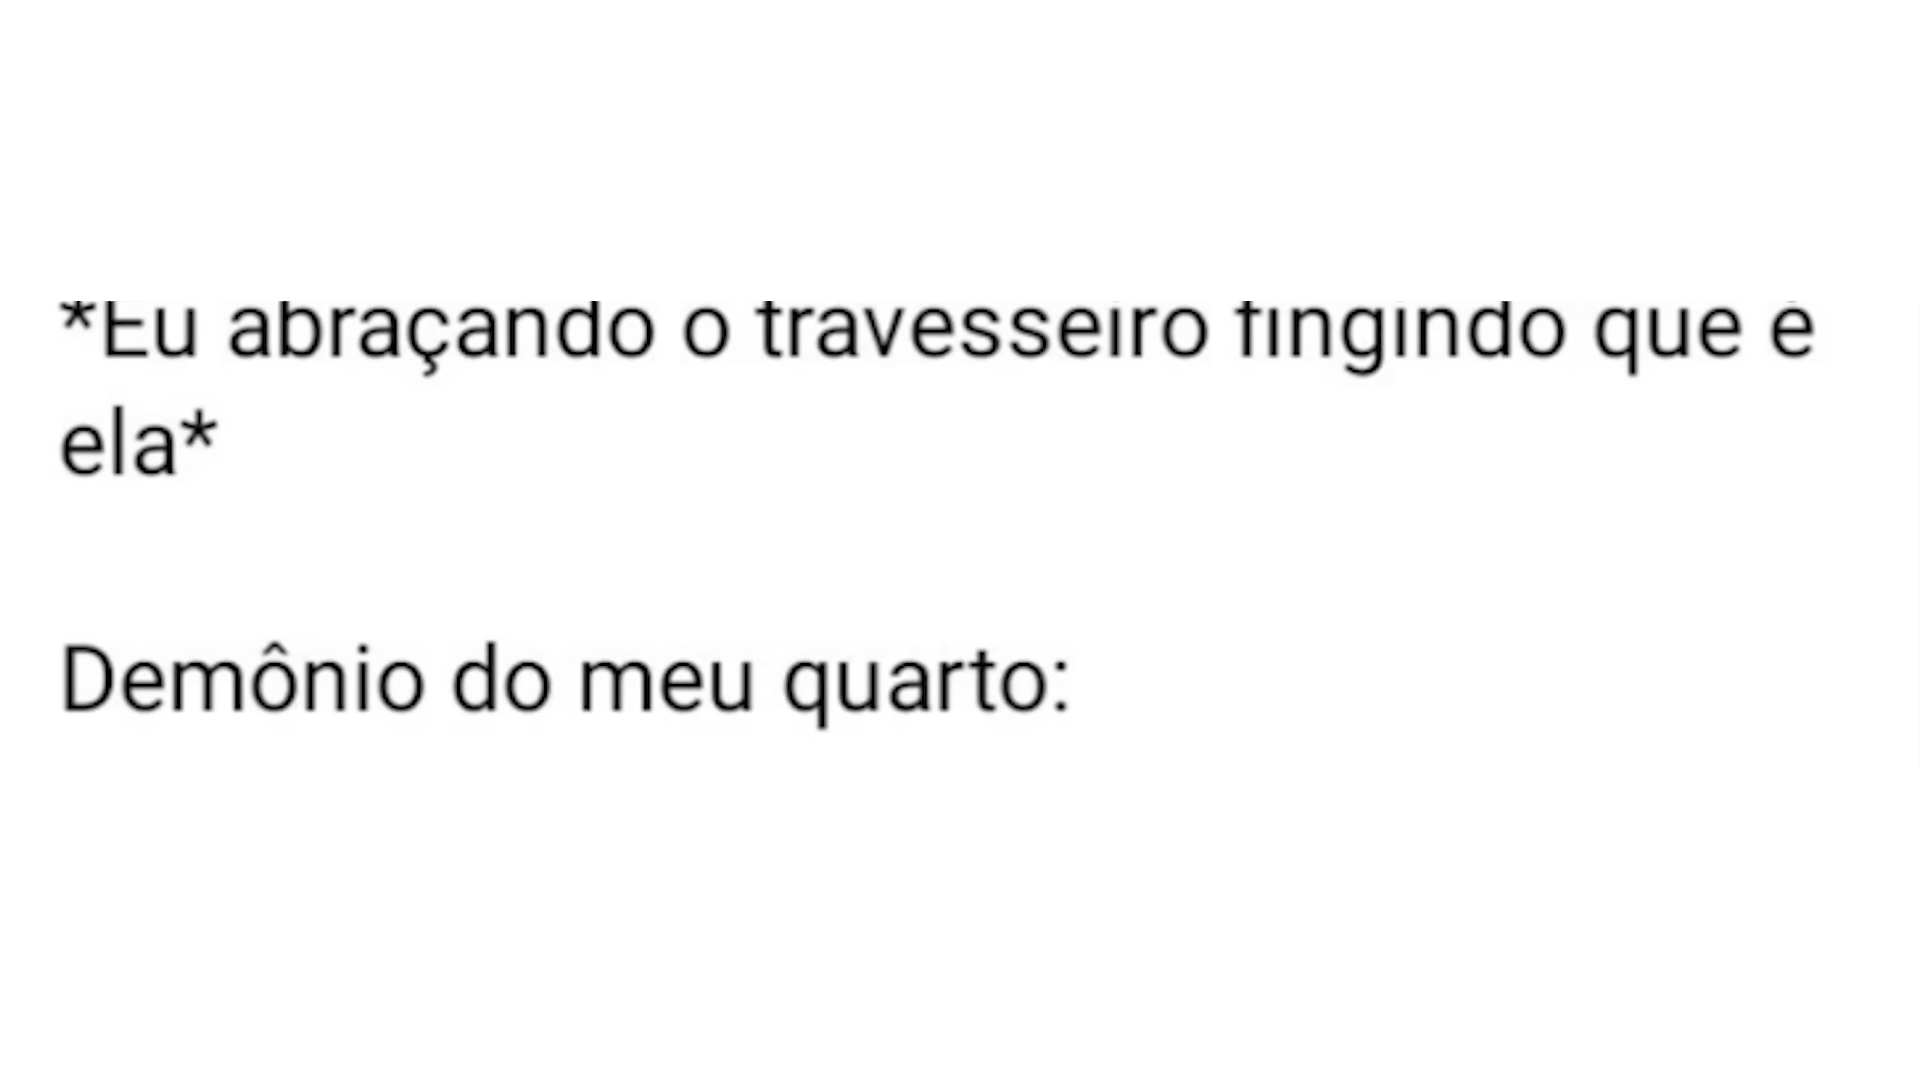 *Eu abraçando o travesseiro fingindo que é
ela*
Demônio do meu quarto: